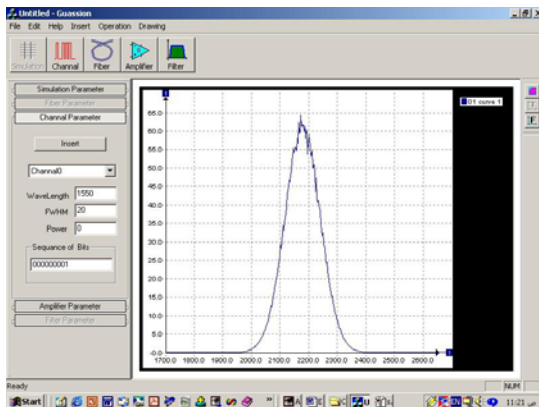 Untitled - Guassion
File Edit Help Insert Operation Drawing
Simulation Channel Fiber Amplifier Filter
Simulation Parameter
Fiber Parameter
Channel Parameter
Insert
Channel0
WaveLength 1550
FWHM 20
Power 0
Sequence of Bits
000000001
Amplifier Parameter
Filter Parameter
1
01 curve 1
65.0
60.0
55.0
50.0
45.0
40.0
35.0
30.0
25.0
20.0
15.0
10.0
5.0
-0.0
1700.0 1800.0 1900.0 2000.0 2100.0 2200.0 2300.0 2400.0 2500.0 2600.0
1
F
Ready
NUM
Start
EN
11:21 ص